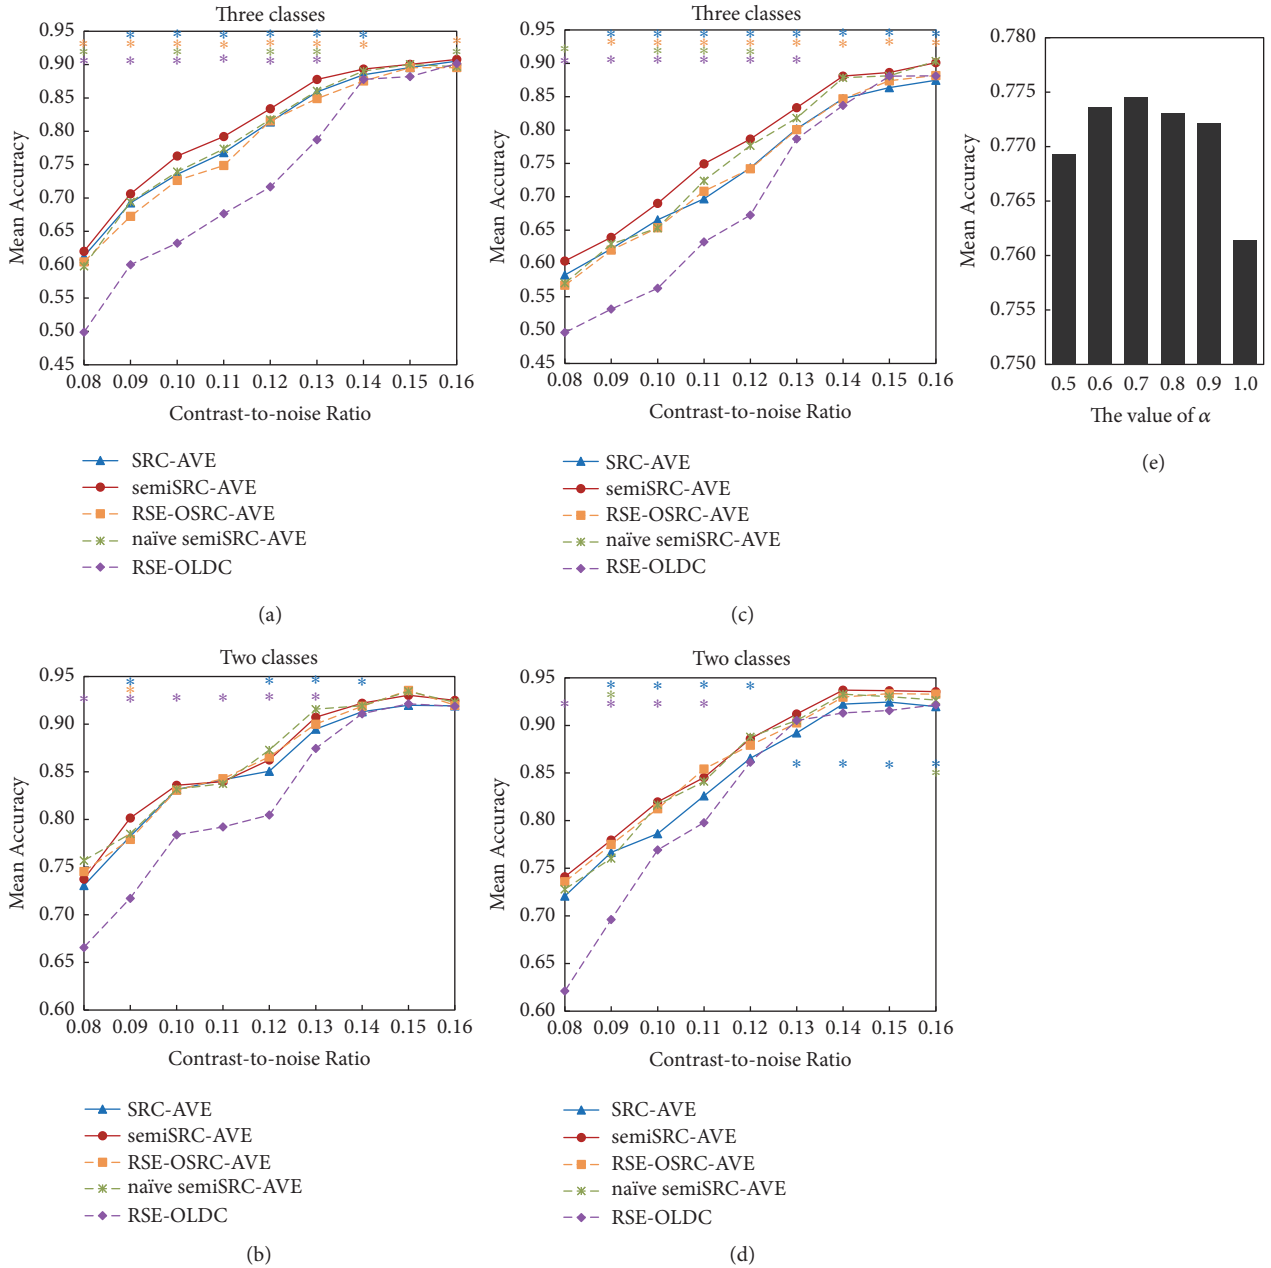 Three classes
0.95
0.90
0.85
0.80
0.75
0.70
0.65
0.60
0.55
0.50
0.45
Mean Accuracy
0.08 0.09 0.10 0.11 0.12 0.13 0.14 0.15 0.16
Contrast-to-noise Ratio
SRC-AVE
semiSRC-AVE
RSE-OSRC-AVE
naïve semiSRC-AVE
RSE-OLDC
(a)
Three classes
0.95
0.90
0.85
0.80
0.75
0.70
0.65
0.60
0.55
0.50
0.45
Mean Accuracy
0.08 0.09 0.10 0.11 0.12 0.13 0.14 0.15 0.16
Contrast-to-noise Ratio
SRC-AVE
semiSRC-AVE
RSE-OSRC-AVE
naïve semiSRC-AVE
RSE-OLDC
(c)
0.780
0.775
0.770
0.765
0.760
0.755
0.750
Mean Accuracy
0.5 0.6 0.7 0.8 0.9 1.0
The value of α
(e)
Two classes
0.95
0.90
0.85
0.80
0.75
0.70
0.65
0.60
Mean Accuracy
0.08 0.09 0.10 0.11 0.12 0.13 0.14 0.15 0.16
Contrast-to-noise Ratio
SRC-AVE
semiSRC-AVE
RSE-OSRC-AVE
naïve semiSRC-AVE
RSE-OLDC
(b)
Two classes
0.95
0.90
0.85
0.80
0.75
0.70
0.65
0.60
Mean Accuracy
0.08 0.09 0.10 0.11 0.12 0.13 0.14 0.15 0.16
Contrast-to-noise Ratio
SRC-AVE
semiSRC-AVE
RSE-OSRC-AVE
naïve semiSRC-AVE
RSE-OLDC
(d)